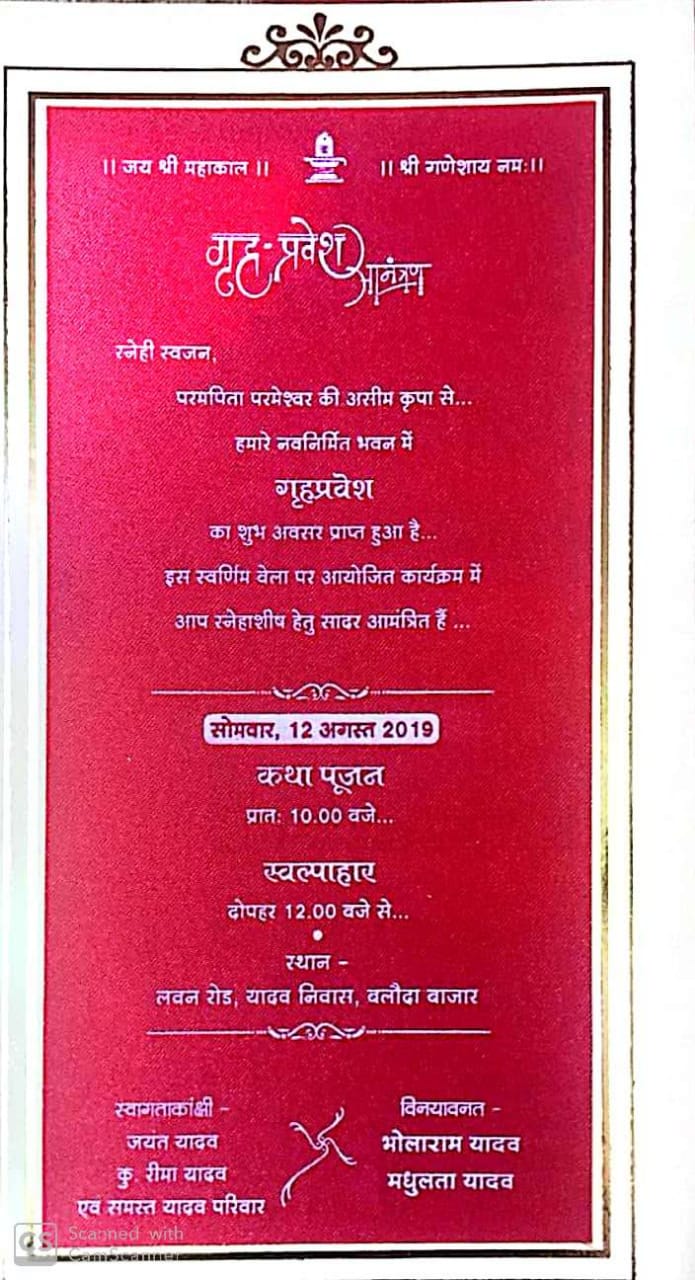 ।। जय श्री महाकाल ।। ।। श्री गणेशाय नमः।।
गृह-प्रवेश
आमंत्रण
स्नेही स्वजन,
परमपिता परमेश्वर की असीम कृपा से...
हमारे नवनिर्मित भवन में
गृहप्रवेश
का शुभ अवसर प्राप्त हुआ है...
इस स्वर्णिम वेला पर आयोजित कार्यक्रम में
आप स्नेहाशीष हेतु सादर आमंत्रित हैं ...
सोमवार, 12 अगस्त 2019
कथा पूजन
प्रातः 10.00 बजे...
स्वल्पाहार
दोपहर 12.00 बजे से...
स्थान -
लवन रोड, यादव निवास, बलौदा बाजार
स्वागताकांक्षी -
जयंत यादव
कु. रीमा यादव
एवं समस्त यादव परिवार
विनयावनत -
भोलाराम यादव
मधुलता यादव
CS Scanned with
CamScanner